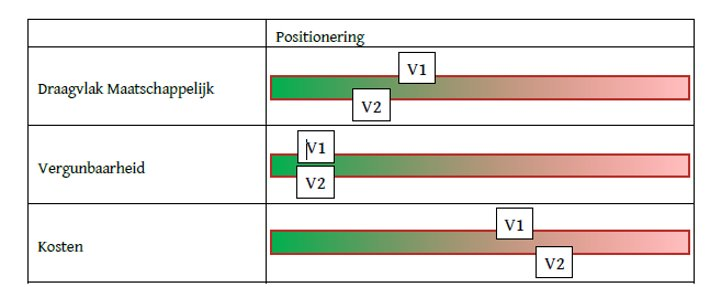 Positionering
Draagvlak Maatschappelijk
V1
V2
Vergunbaarheid
V1
V2
Kosten
V1
V2